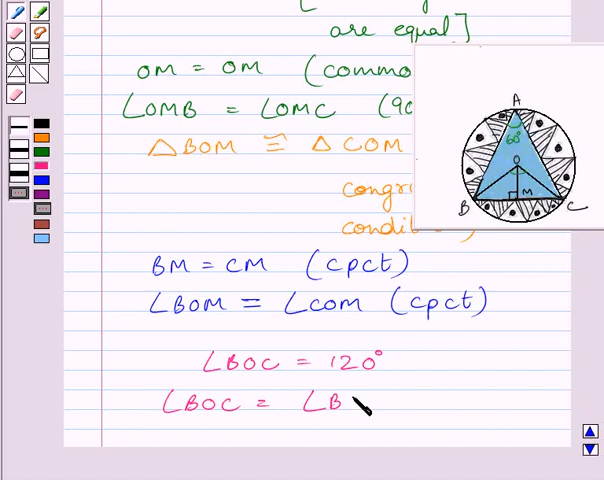 are equal]
OM = OM (commo
∠OMB = ∠OMC (90
△BOM ≅ △COM
congr
condit
BM = CM (cpct)
∠BOM = ∠COM (cpct)
∠BOC = 120°
∠BOC = ∠B
A
60°
O
M
B
C